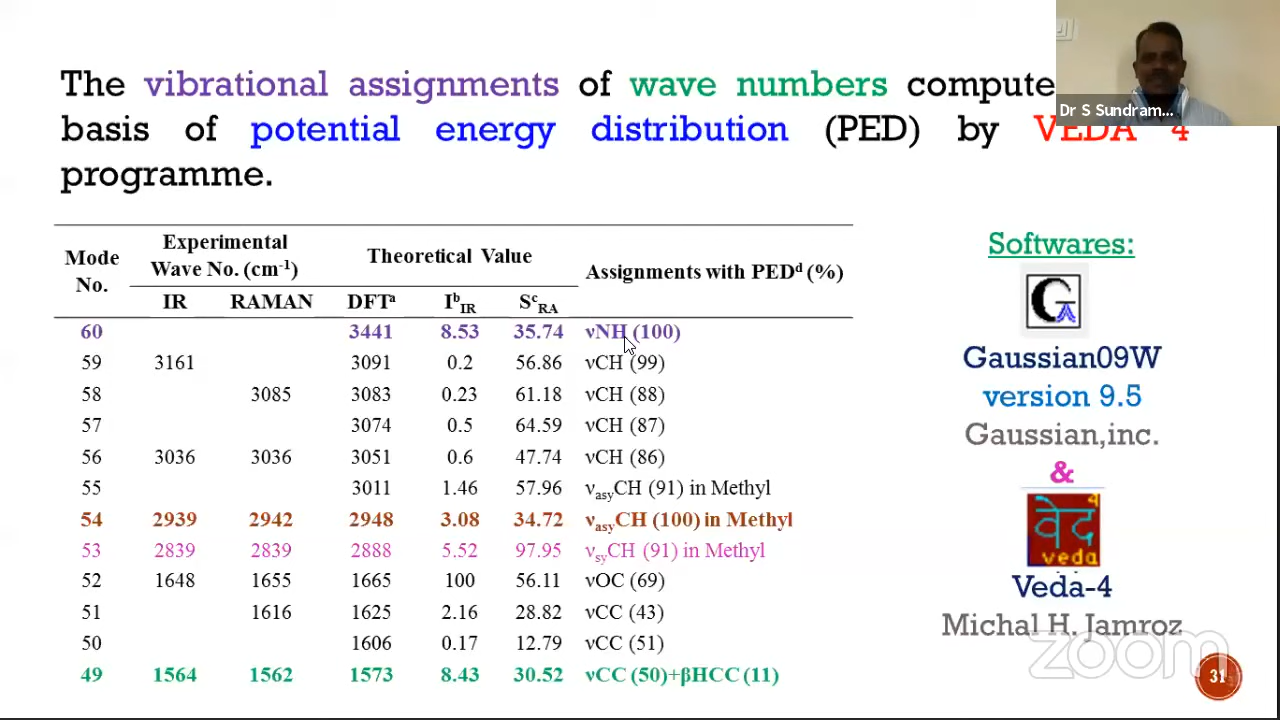 The vibrational assignments of wave numbers compute
Dr S Sundram...
basis of potential energy distribution (PED) by VEDA 4
programme.
Mode No. Experimental Wave No. (cm-1) Theoretical Value Assignments with PEDd (%)
IR RAMAN DFTa IbIR ScRA
60 3441 8.53 35.74 νNH (100)
59 3161 3091 0.2 56.86 νCH (99)
58 3085 3083 0.23 61.18 νCH (88)
57 3074 0.5 64.59 νCH (87)
56 3036 3036 3051 0.6 47.74 νCH (86)
55 3011 1.46 57.96 νasyCH (91) in Methyl
54 2939 2942 2948 3.08 34.72 νasyCH (100) in Methyl
53 2839 2839 2888 5.52 97.95 νsyCH (91) in Methyl
52 1648 1655 1665 100 56.11 νOC (69)
51 1616 1625 2.16 28.82 νCC (43)
50 1606 0.17 12.79 νCC (51)
49 1564 1562 1573 8.43 30.52 νCC (50)+βHCC (11)
Softwares:
G
Gaussian09W
version 9.5
Gaussian,inc.
&
4
वेद
veda
Veda-4
Michal H. Jamroz
zoom
31